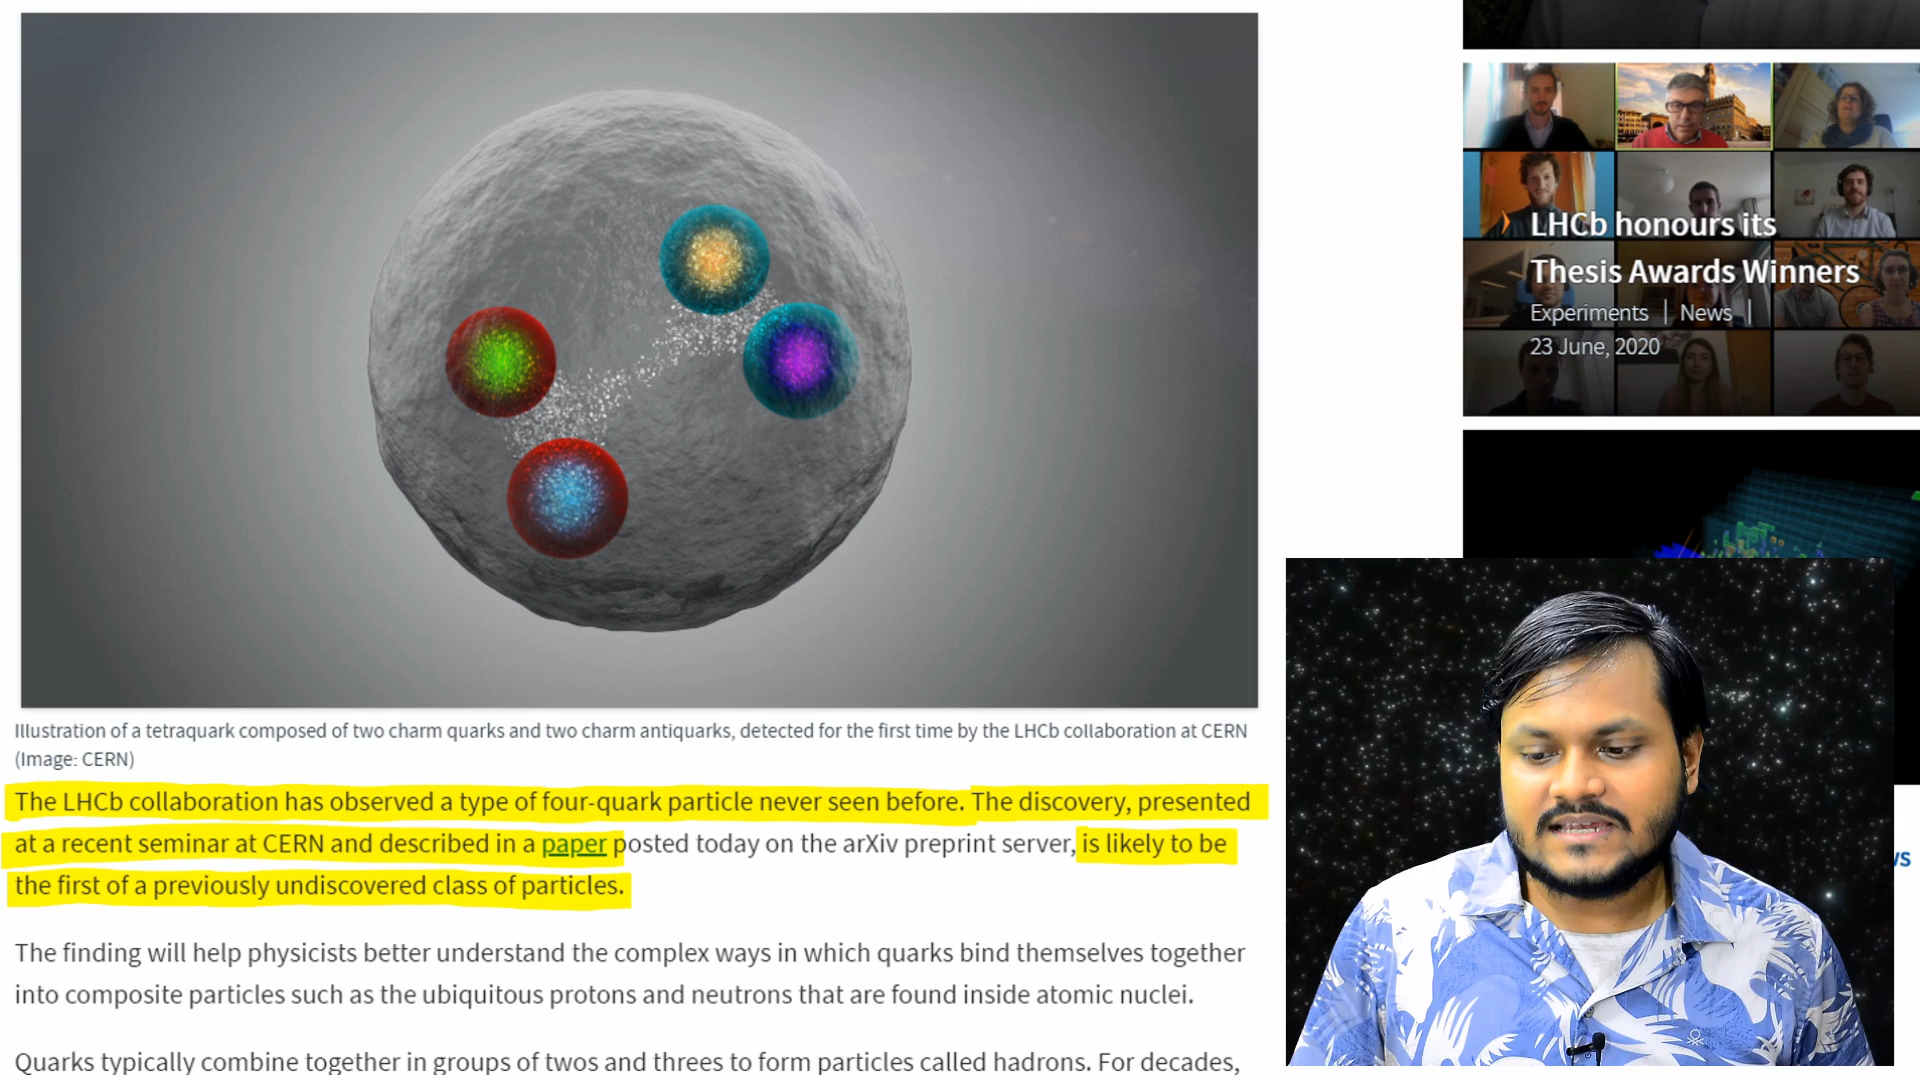 LHCb honours its
Thesis Awards Winners
Experiments | News |
23 June, 2020
Illustration of a tetraquark composed of two charm quarks and two charm antiquarks, detected for the first time by the LHCb collaboration at CERN
(Image: CERN)
The LHCb collaboration has observed a type of four-quark particle never seen before. The discovery, presented
at a recent seminar at CERN and described in a paper posted today on the arXiv preprint server, is likely to be
the first of a previously undiscovered class of particles.
The finding will help physicists better understand the complex ways in which quarks bind themselves together
into composite particles such as the ubiquitous protons and neutrons that are found inside atomic nuclei.
Quarks typically combine together in groups of twos and threes to form particles called hadrons. For decades,